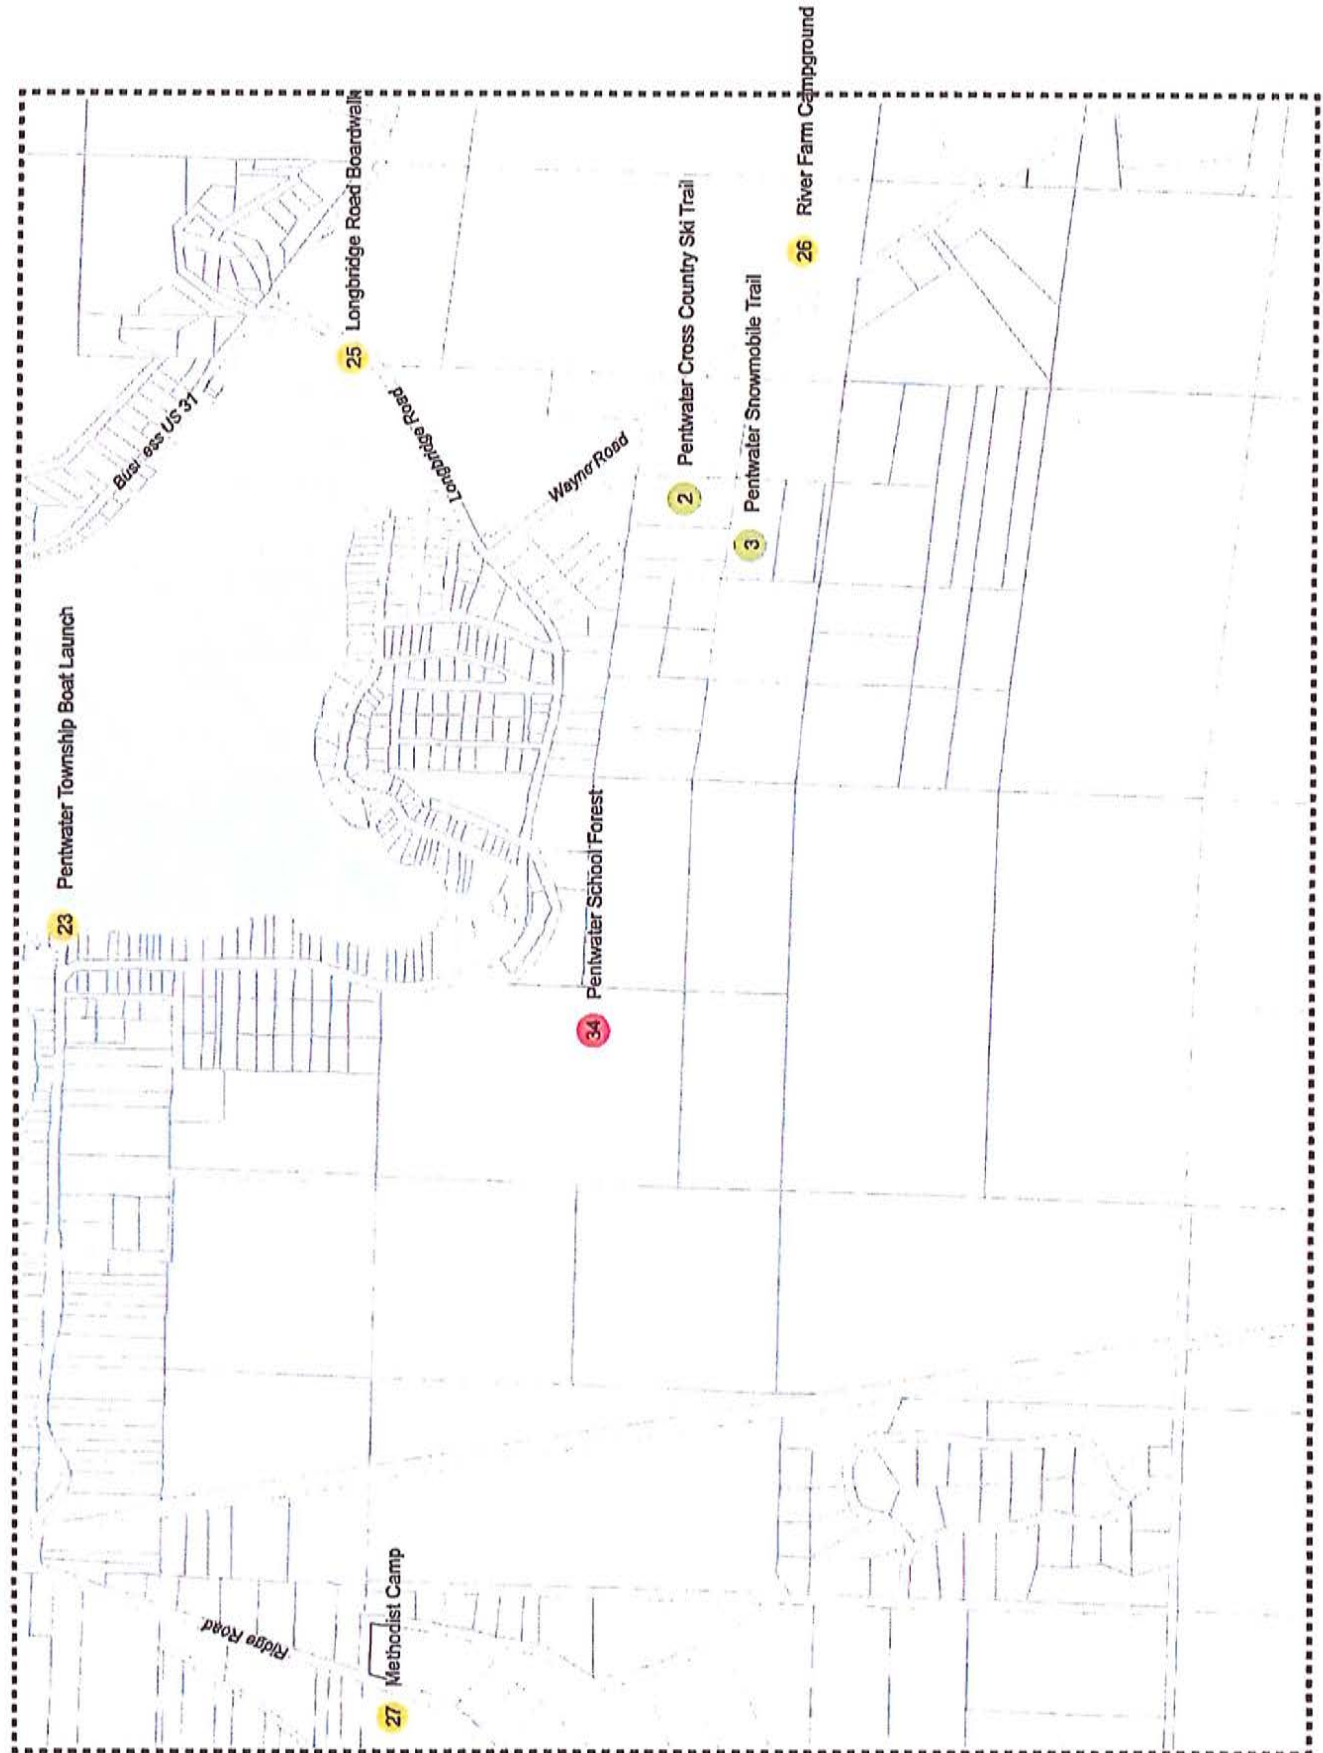 23 Pentwater Township Boat Launch
Business US 31
25 Longbridge Road Boardwalk
Longbridge Road
Wayne Road
2 Pentwater Cross Country Ski Trail
3 Pentwater Snowmobile Trail
26 River Farm Campground
34 Pentwater School Forest
Ridge Road
27 Methodist Camp